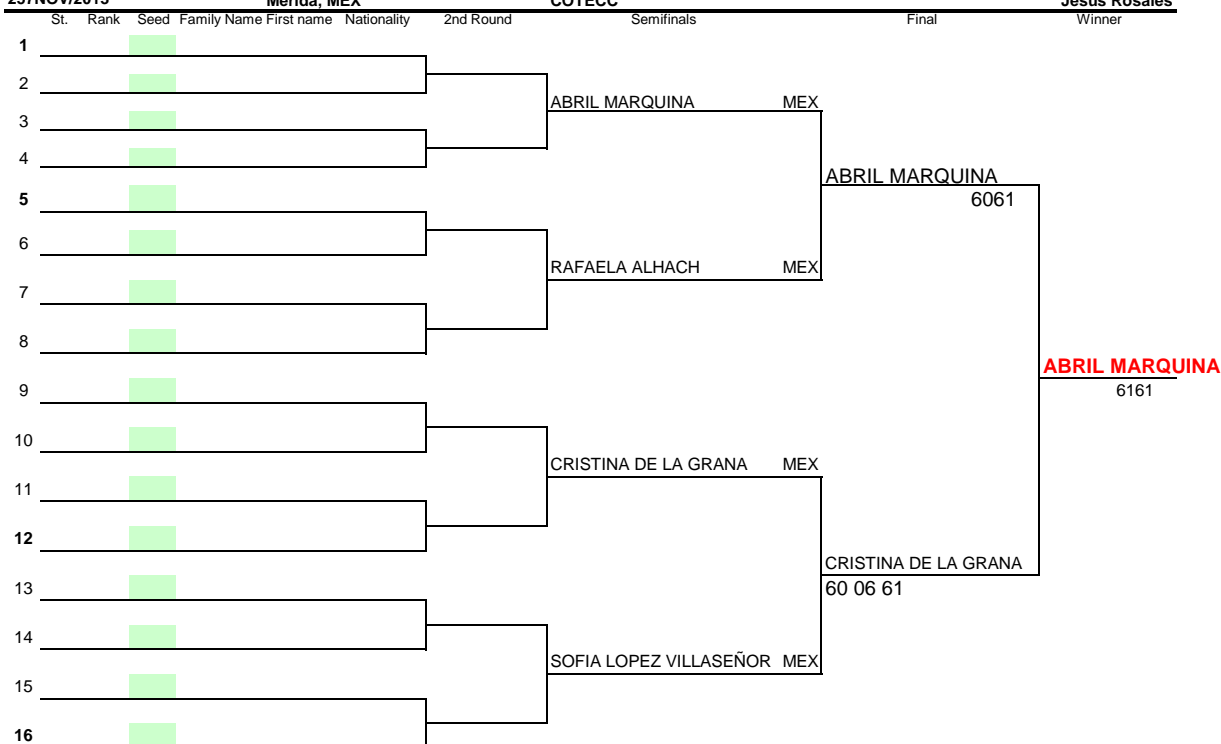 257NOV/2015 Merida, MEX COTECC Jesus Rosales
St. Rank Seed Family Name First name Nationality 2nd Round Semifinals Final Winner
1
2
ABRIL MARQUINA MEX
3
4
ABRIL MARQUINA
5
6061
6
RAFAELA ALHACH MEX
7
8
ABRIL MARQUINA
9
6161
10
CRISTINA DE LA GRANA MEX
11
12
CRISTINA DE LA GRANA
13
60 06 61
14
SOFIA LOPEZ VILLASEÑOR MEX
15
16